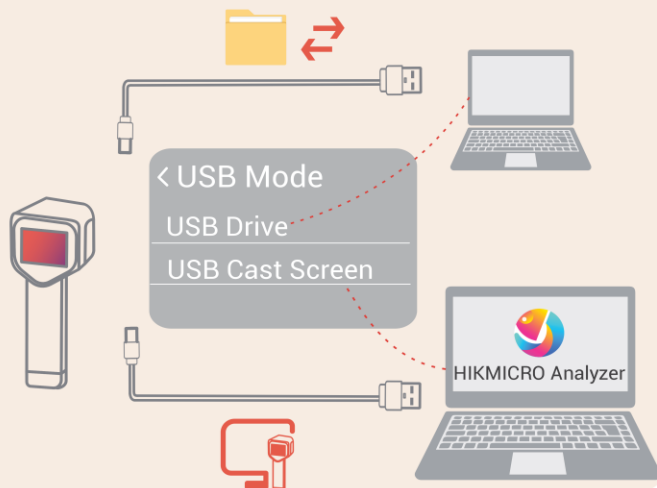 < USB Mode
USB Drive
USB Cast Screen
HIKMICRO Analyzer